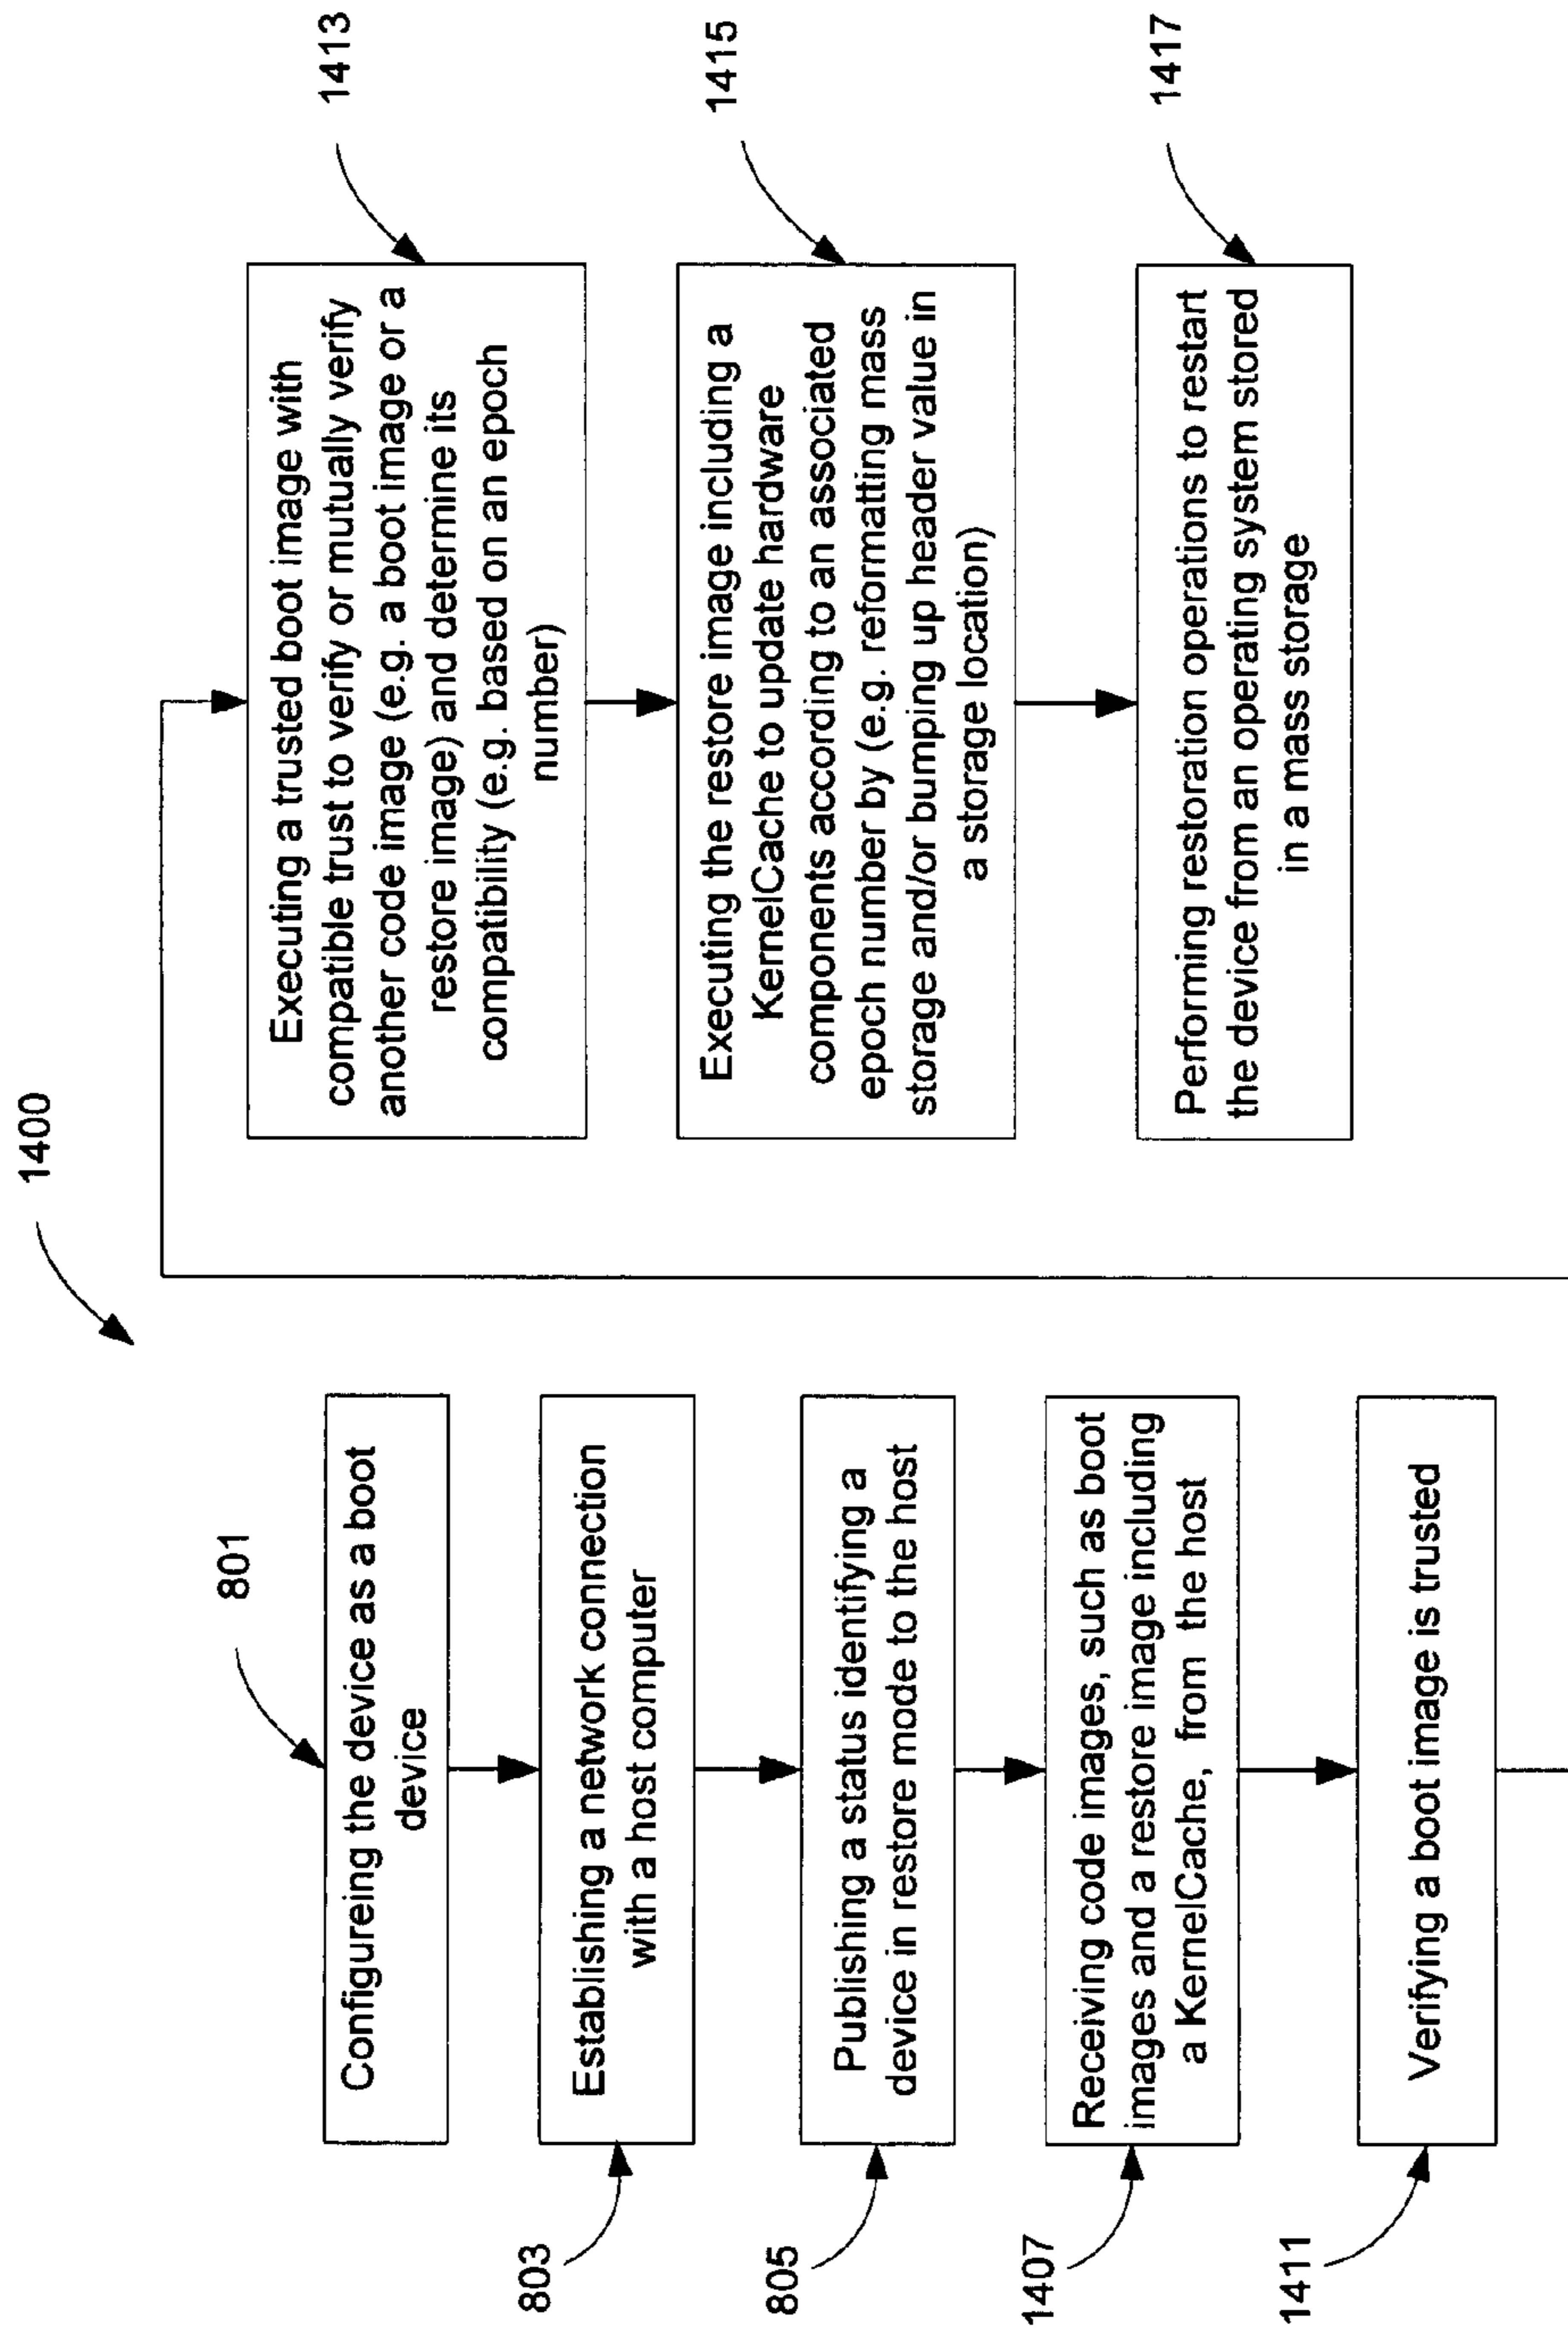 1400
801
Configureing the device as a boot
device
803
Establishing a network connection
with a host computer
805
Publishing a status identifying a
device in restore mode to the host
1407
Receiving code images, such as boot
images and a restore image including
a KernelCache, from the host
1411
Verifying a boot image is trusted
1413
Executing a trusted boot image with
compatible trust to verify or mutually verify
another code image (e.g. a boot image or a
restore image) and determine its
compatibility (e.g. based on an epoch
number)
1415
Executing the restore image including a
KernelCache to update hardware
components according to an associated
epoch number by (e.g. reformatting mass
storage and/or bumping up header value in
a storage location)
1417
Performing restoration operations to restart
the device from an operating system stored
in a mass storage